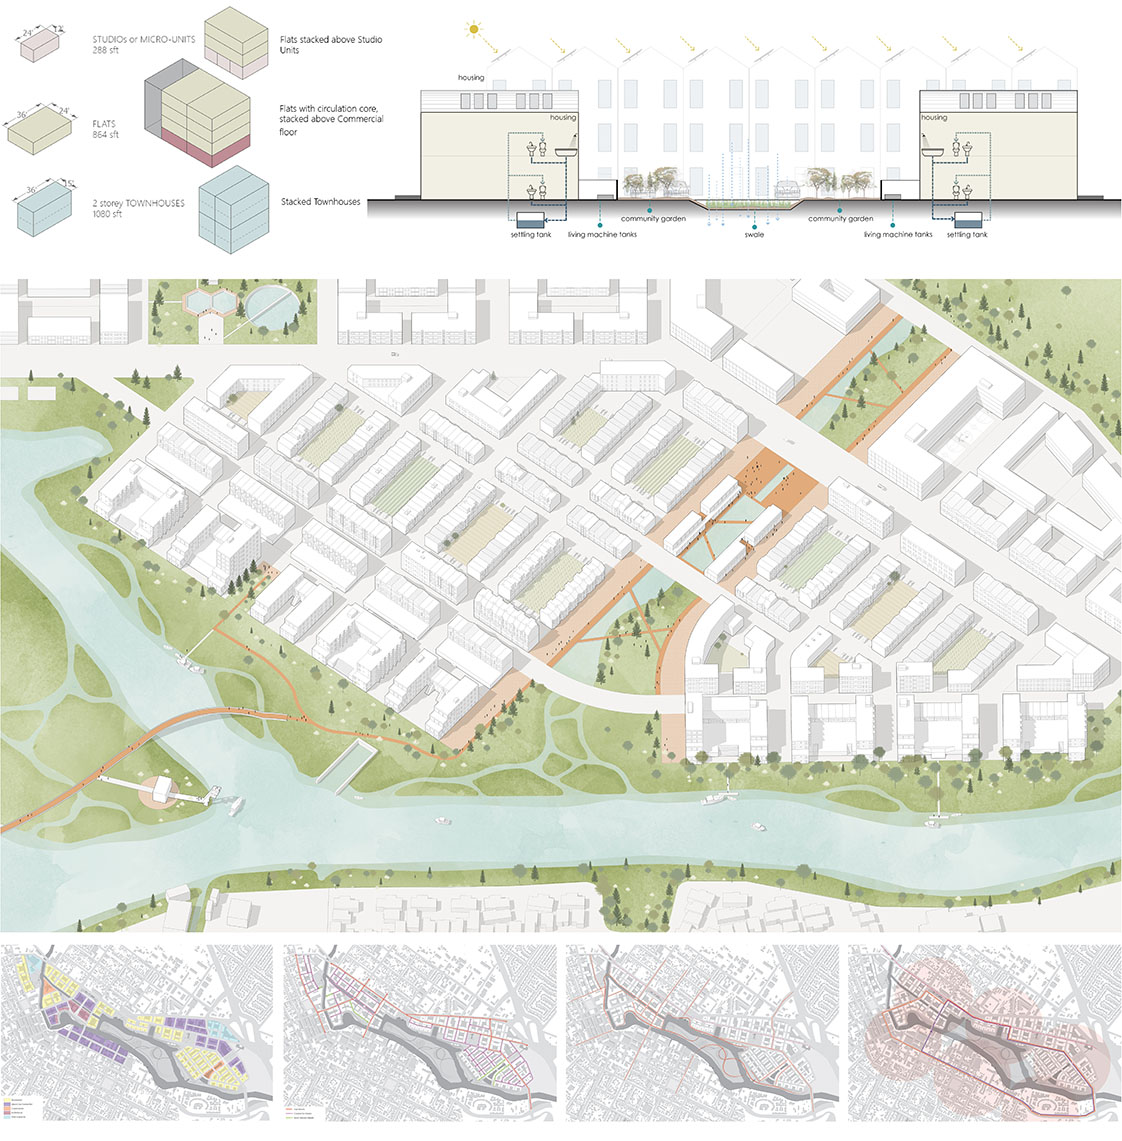 24'
12'
STUDIOs or MICRO-UNITS
288 sft
Flats stacked above Studio
Units
36'
24'
FLATS
864 sft
Flats with circulation core,
stacked above Commercial
floor
36'
15'
2 storey TOWNHOUSES
1080 sft
Stacked Townhouses
housing
housing
housing
community garden
community garden
settling tank
living machine tanks
swale
living machine tanks
settling tank